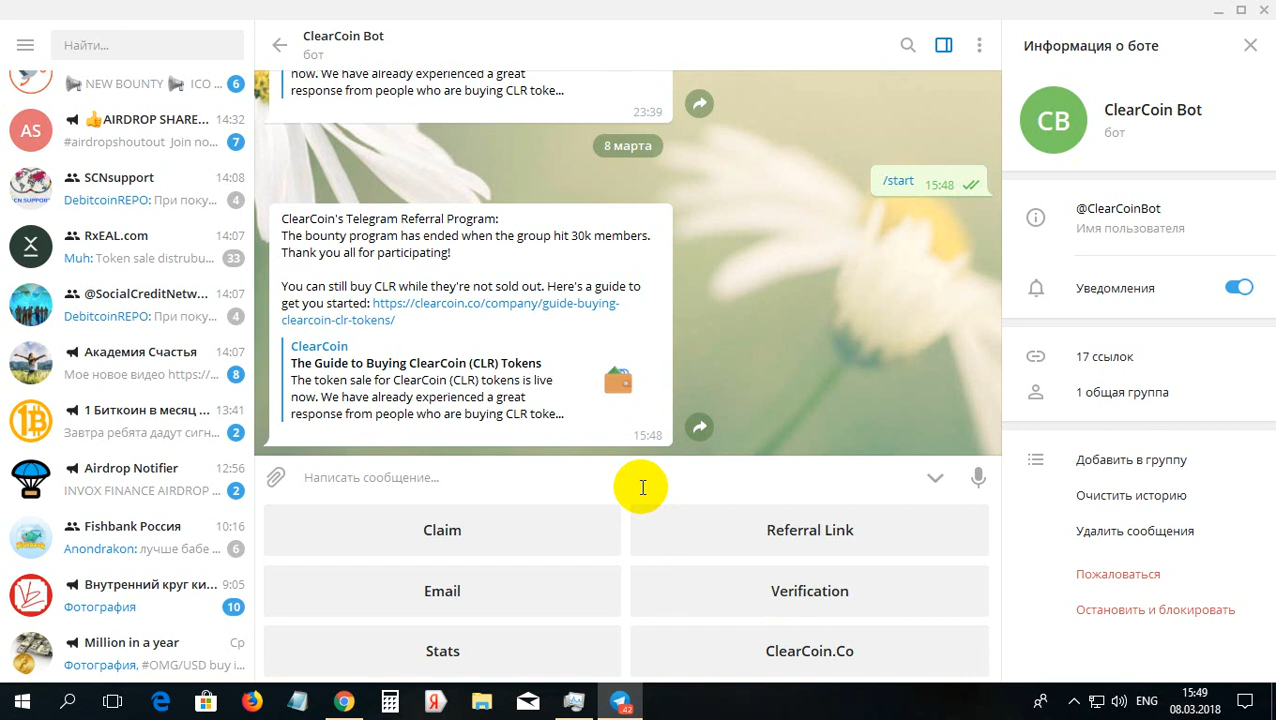 Найти...
NEW BOUNTY ICO ...
6
AS
AIRDROP SHARE...
14:32
#airdropshoutout Join no...
7
SCNsupport
14:08
DebitcoinREPO: При поку...
4
RxEAL.com
14:07
Muh: Token sale distrubu...
33
@SocialCreditNetw...
14:07
DebitcoinREPO: При поку...
4
Академия Счастья
14:07
Мое новое видео https:/...
8
1 Биткоин в месяц ...
13:41
Завтра ребята дадут сигн...
2
Airdrop Notifier
12:56
INVOX FINANCE AIRDROP ...
2
Fishbank Россия
10:16
Anondrakon: лучше бабе ...
6
Внутренний круг ки...
9:05
Фотография
10
Million in a year
Ср
Фотография, #OMG/USD buy i...
ClearCoin Bot
бот
now. We have already experienced a great
response from people who are buying CLR toke...
23:39
8 марта
/start
15:48
ClearCoin's Telegram Referral Program:
The bounty program has ended when the group hit 30k members.
Thank you all for participating!
You can still buy CLR while they're not sold out. Here's a guide to
get you started: https://clearcoin.co/company/guide-buying-
clearcoin-clr-tokens/
ClearCoin
The Guide to Buying ClearCoin (CLR) Tokens
The token sale for ClearCoin (CLR) tokens is live
now. We have already experienced a great
response from people who are buying CLR toke...
15:48
Написать сообщение...
Claim
Referral Link
Email
Verification
Stats
ClearCoin.Co
Информация о боте
CB
ClearCoin Bot
бот
@ClearCoinBot
Имя пользователя
Уведомления
17 ссылок
1 общая группа
Добавить в группу
Очистить историю
Удалить сообщения
Пожаловаться
Остановить и блокировать
42
ENG
15:49
08.03.2018